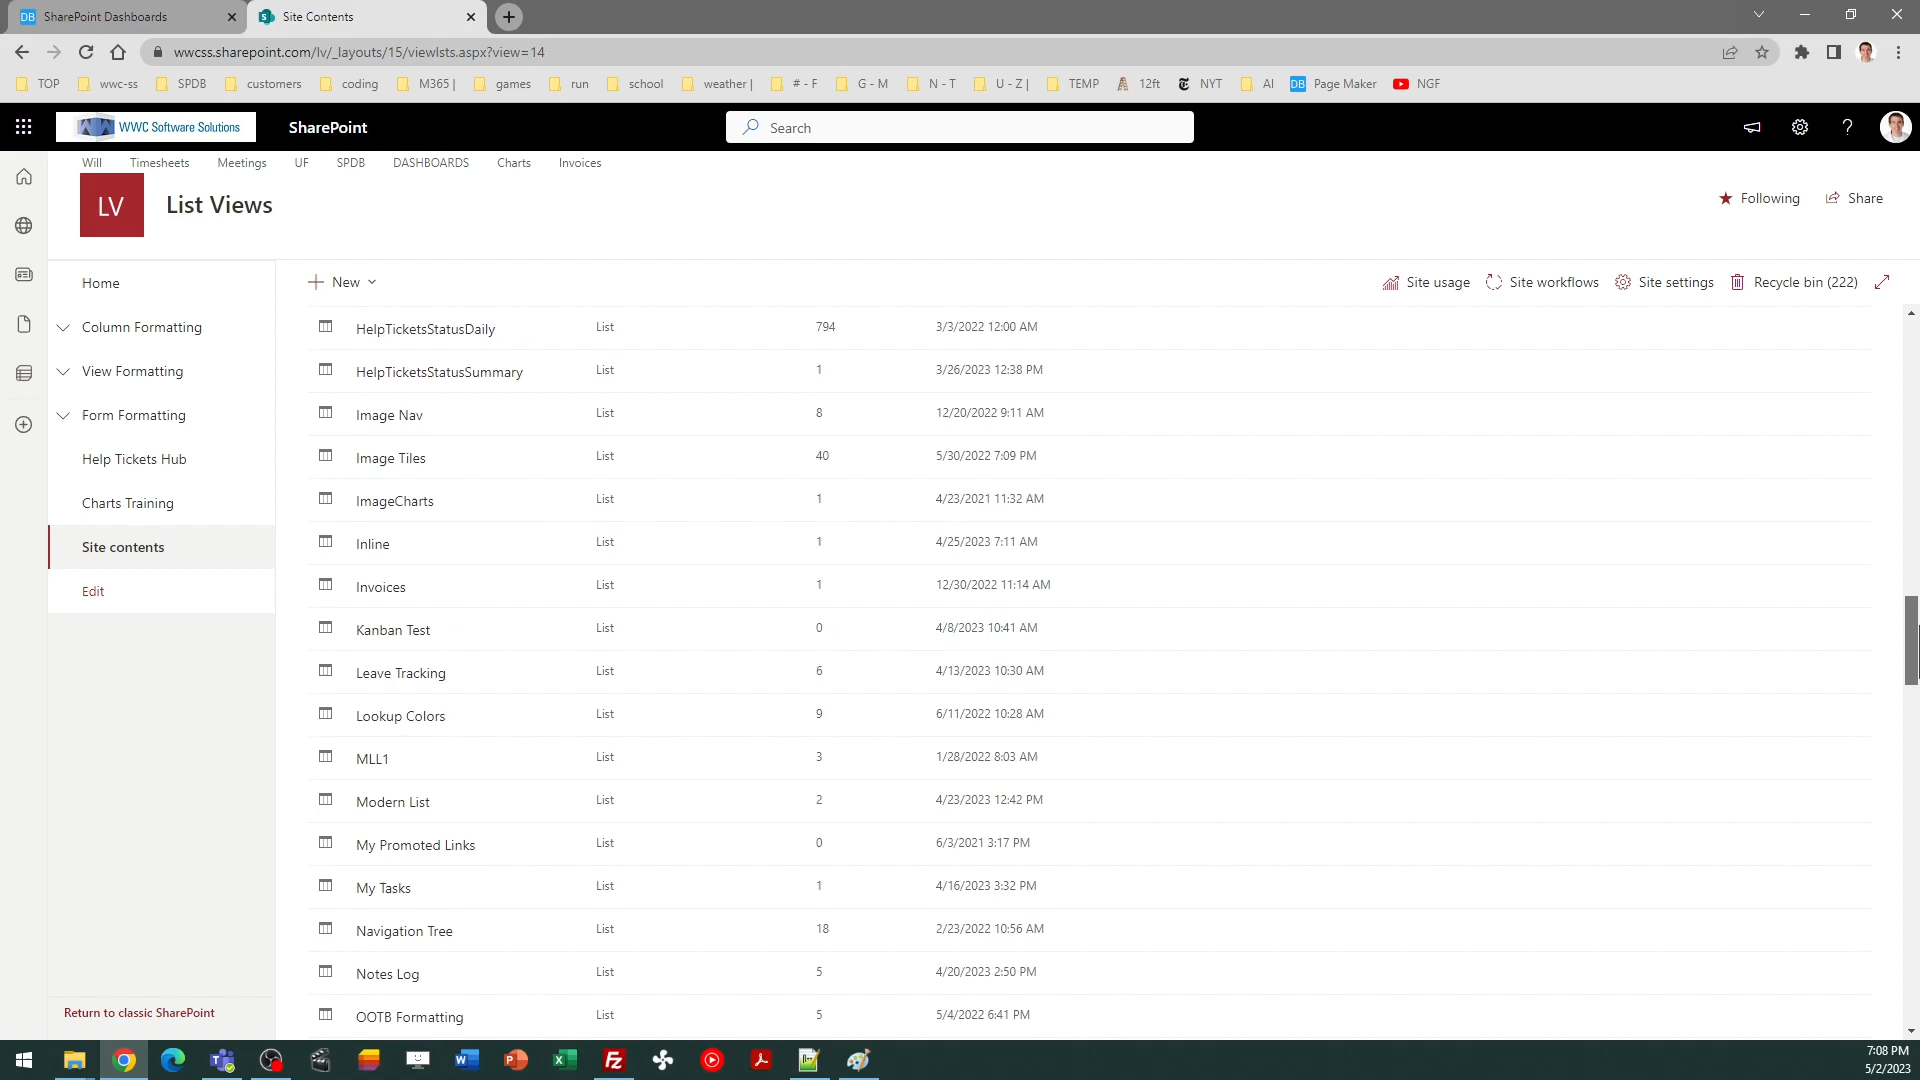 DB SharePoint Dashboards
S Site Contents
wwcss.sharepoint.com/lv/_layouts/15/viewlsts.aspx?view=14
TOP wwc-ss SPDB customers coding M365 | games run school weather | # - F G - M N - T U - Z | TEMP 12ft NYT AI DB Page Maker NGF
WWC Software Solutions SharePoint Search ?
Will Timesheets Meetings UF SPDB DASHBOARDS Charts Invoices
LV List Views Following Share
Home
Column Formatting
View Formatting
Form Formatting
Help Tickets Hub
Charts Training
Site contents
Edit
Return to classic SharePoint
New Site usage Site workflows Site settings Recycle bin (222)
HelpTicketsStatusDaily List 794 3/3/2022 12:00 AM
HelpTicketsStatusSummary List 1 3/26/2023 12:38 PM
Image Nav List 8 12/20/2022 9:11 AM
Image Tiles List 40 5/30/2022 7:09 PM
ImageCharts List 1 4/23/2021 11:32 AM
Inline List 1 4/25/2023 7:11 AM
Invoices List 1 12/30/2022 11:14 AM
Kanban Test List 0 4/8/2023 10:41 AM
Leave Tracking List 6 4/13/2023 10:30 AM
Lookup Colors List 9 6/11/2022 10:28 AM
MLL1 List 3 1/28/2022 8:03 AM
Modern List List 2 4/23/2023 12:42 PM
My Promoted Links List 0 6/3/2021 3:17 PM
My Tasks List 1 4/16/2023 3:32 PM
Navigation Tree List 18 2/23/2022 10:56 AM
Notes Log List 5 4/20/2023 2:50 PM
OOTB Formatting List 5 5/4/2022 6:41 PM
7:08 PM
5/2/2023